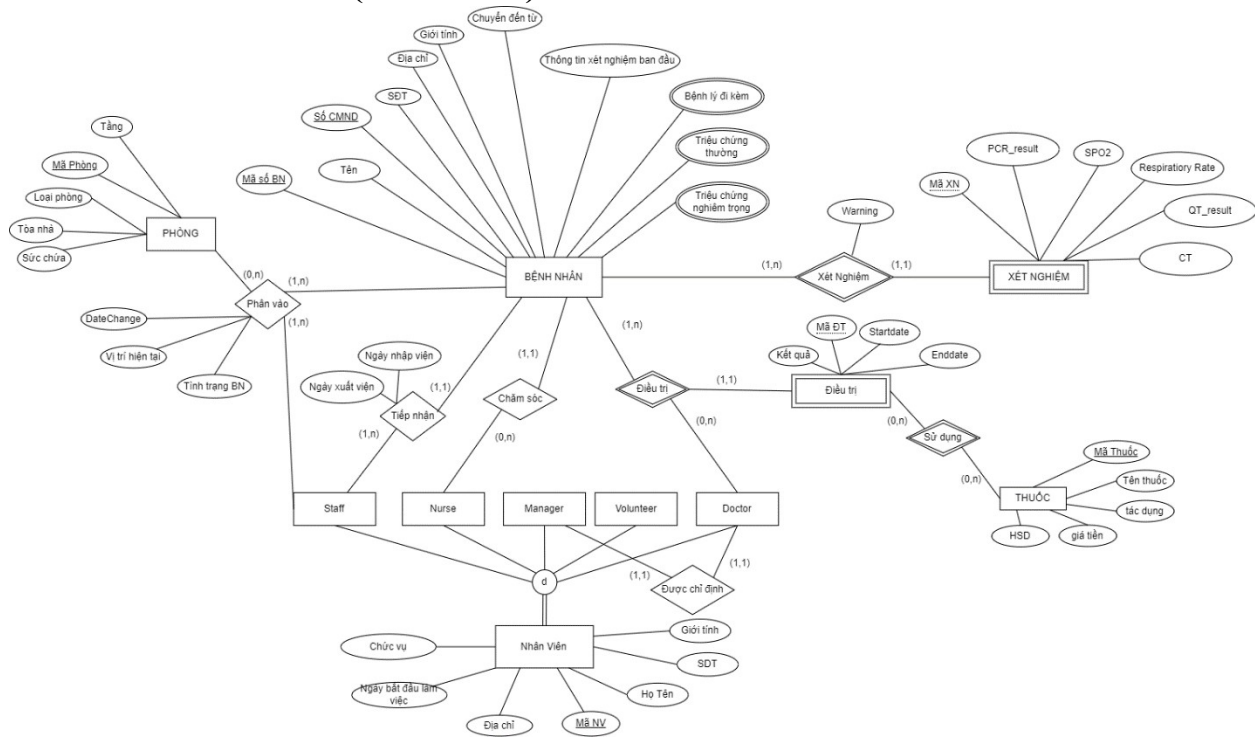 Chuyển đến từ
Giới tính
Địa chỉ
Thông tin xét nghiệm ban đầu
SĐT
Bệnh lý đi kèm
Số CMND
Tầng
Triệu chứng
thường
PCR_result
SPO2
Mã Phòng
Tên
Respiratiory Rate
Mã số BN
Mã XN
Loại phòng
Triệu chứng
nghiêm trọng
Warning
QT_result
Tòa nhà
PHÒNG
Sức chứa
CT
BỆNH NHÂN
(1,n)
Xét Nghiệm
(1,1)
XÉT NGHIỆM
(0,n)
(1,n)
Phân vào
DateChange
(1,n)
(1,n)
Mã ĐT
Startdate
Vị trí hiện tại
Ngày nhập viện
(1,1)
Kết quả
Enddate
Tình trạng BN
Ngày xuất viện
(1,1)
Chăm sóc
Điều trị
(1,1)
Điều trị
Tiếp nhận
(1,n)
(0,n)
(0,n)
(0,n)
Sử dụng
Mã Thuốc
(0,n)
Tên thuốc
THUỐC
Staff
Nurse
Manager
Volunteer
Doctor
tác dụng
HSD
giá tiền
(1,1)
(1,1)
d
Được chỉ định
Giới tính
Chức vụ
Nhân Viên
SDT
Ngày bắt đầu làm
việc
Họ Tên
Địa chỉ
Mã NV